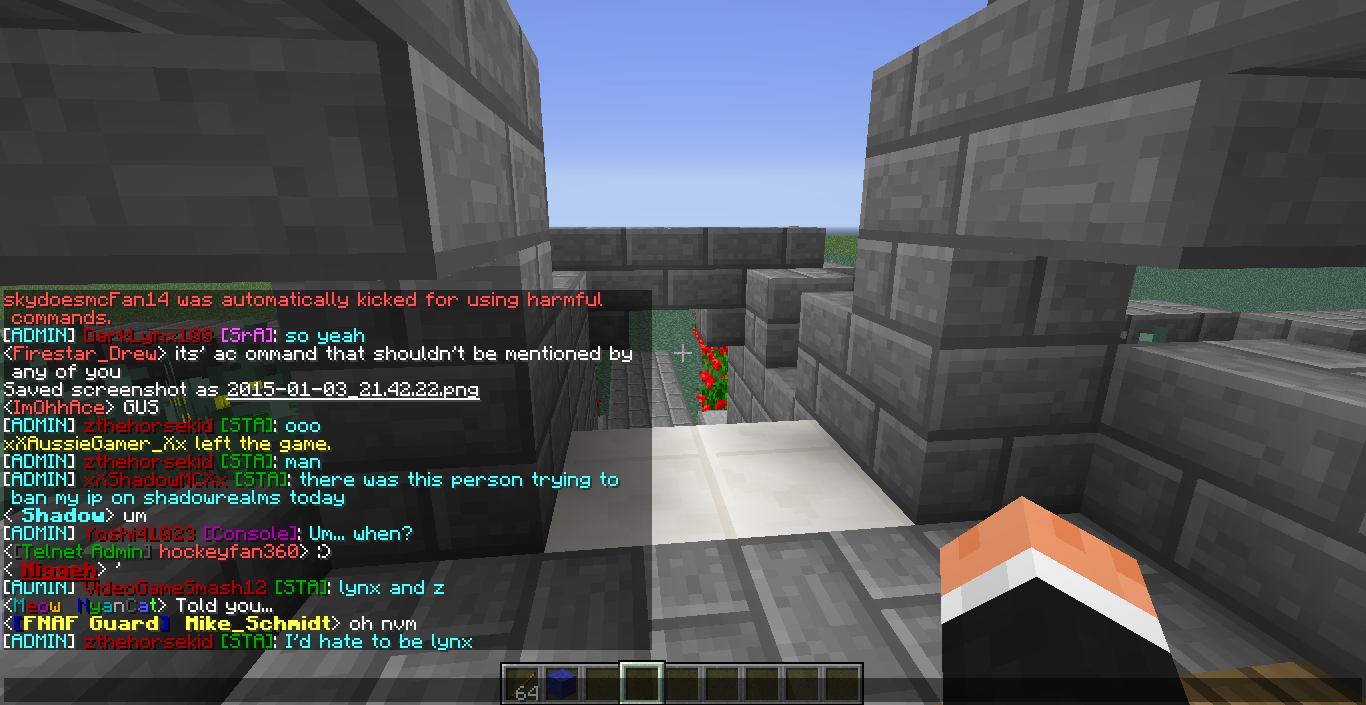 skydoesmcFan14 was automatically kicked for using harmful
commands.
[ADMIN] DarkLynx108 [SrA]: so yeah
<Firestar_Drew> its' ac ommand that shouldn't be mentioned by
any of you
Saved screenshot as 2015-01-03_21.42.22.png
<ImOhhAce> GUS
[ADMIN] zthehorsekid [STA]: ooo
xXAussieGamer_Xx left the game.
[ADMIN] zthehorsekid [STA]: man
[ADMIN] xXShadowMCXx [STA]: there was this person trying to
ban my ip on shadowrealms today
< Shadow> um
[ADMIN] Yoshi41023 [Console]: Um... when?
<[Telnet Admin] hockeyfan360> :)
< Niggeh> '
[ADMIN] VideoGameSmash12 [STA]: lynx and z
<Meow NyanCat> Told you...
<[FNAF Guard] Mike_Schmidt> oh nvm
[ADMIN] zthehorsekid [STA]: I'd hate to be lynx
64